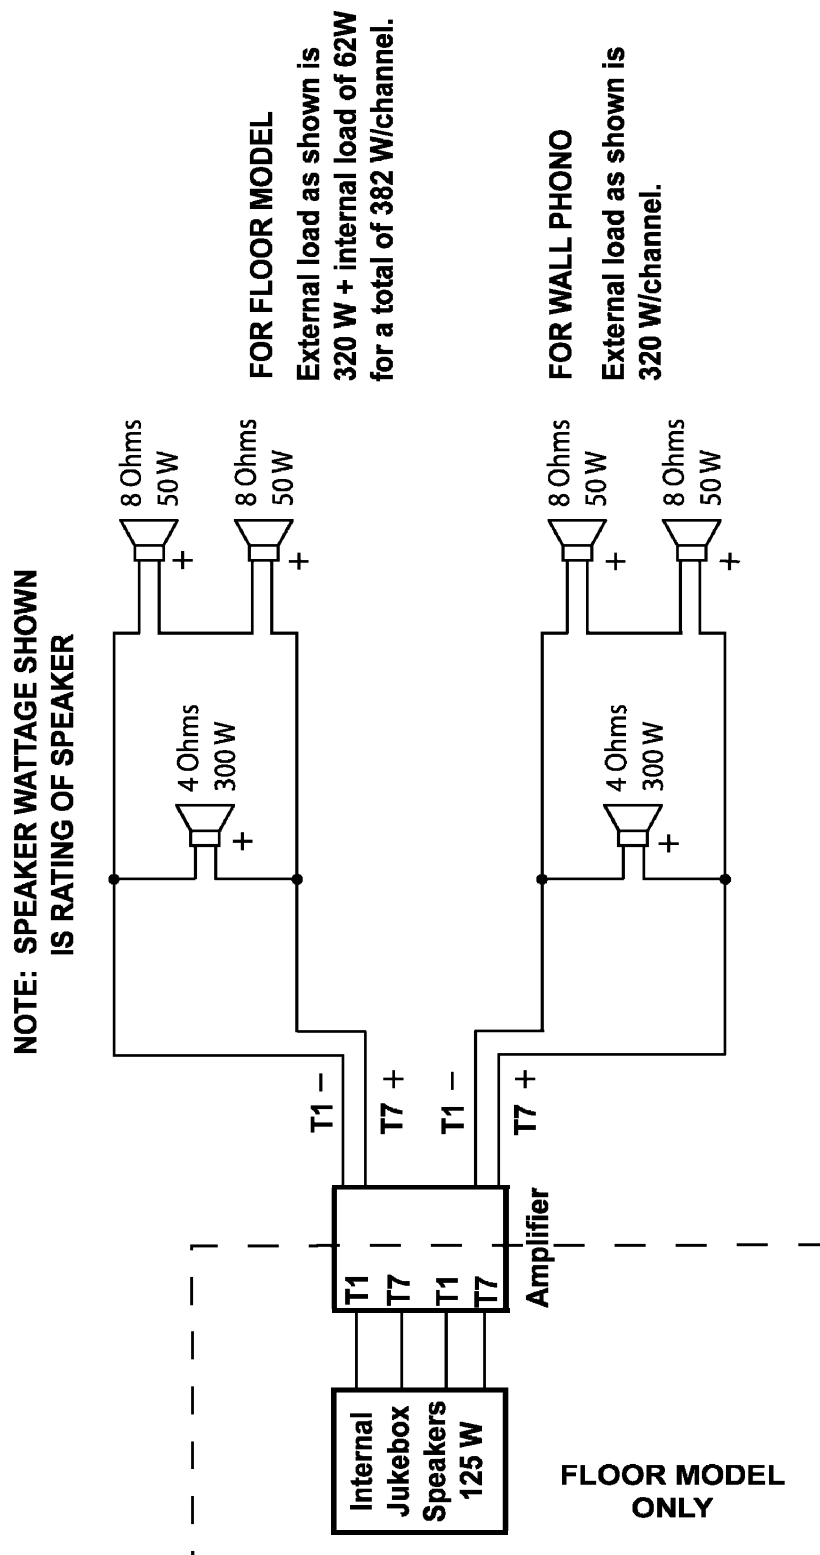 NOTE: SPEAKER WATTAGE SHOWN
IS RATING OF SPEAKER
FLOOR MODEL
ONLY
Internal
Jukebox
Speakers
125 W
T1
T7
T1
T7
Amplifier
T1 –
T7 +
T1 –
T7 +
4 Ohms
300 W
+
8 Ohms
50 W
+
8 Ohms
50 W
+
4 Ohms
300 W
+
8 Ohms
50 W
+
8 Ohms
50 W
+
FOR FLOOR MODEL
External load as shown is
320 W + internal load of 62W
for a total of 382 W/channel.
FOR WALL PHONO
External load as shown is
320 W/channel.